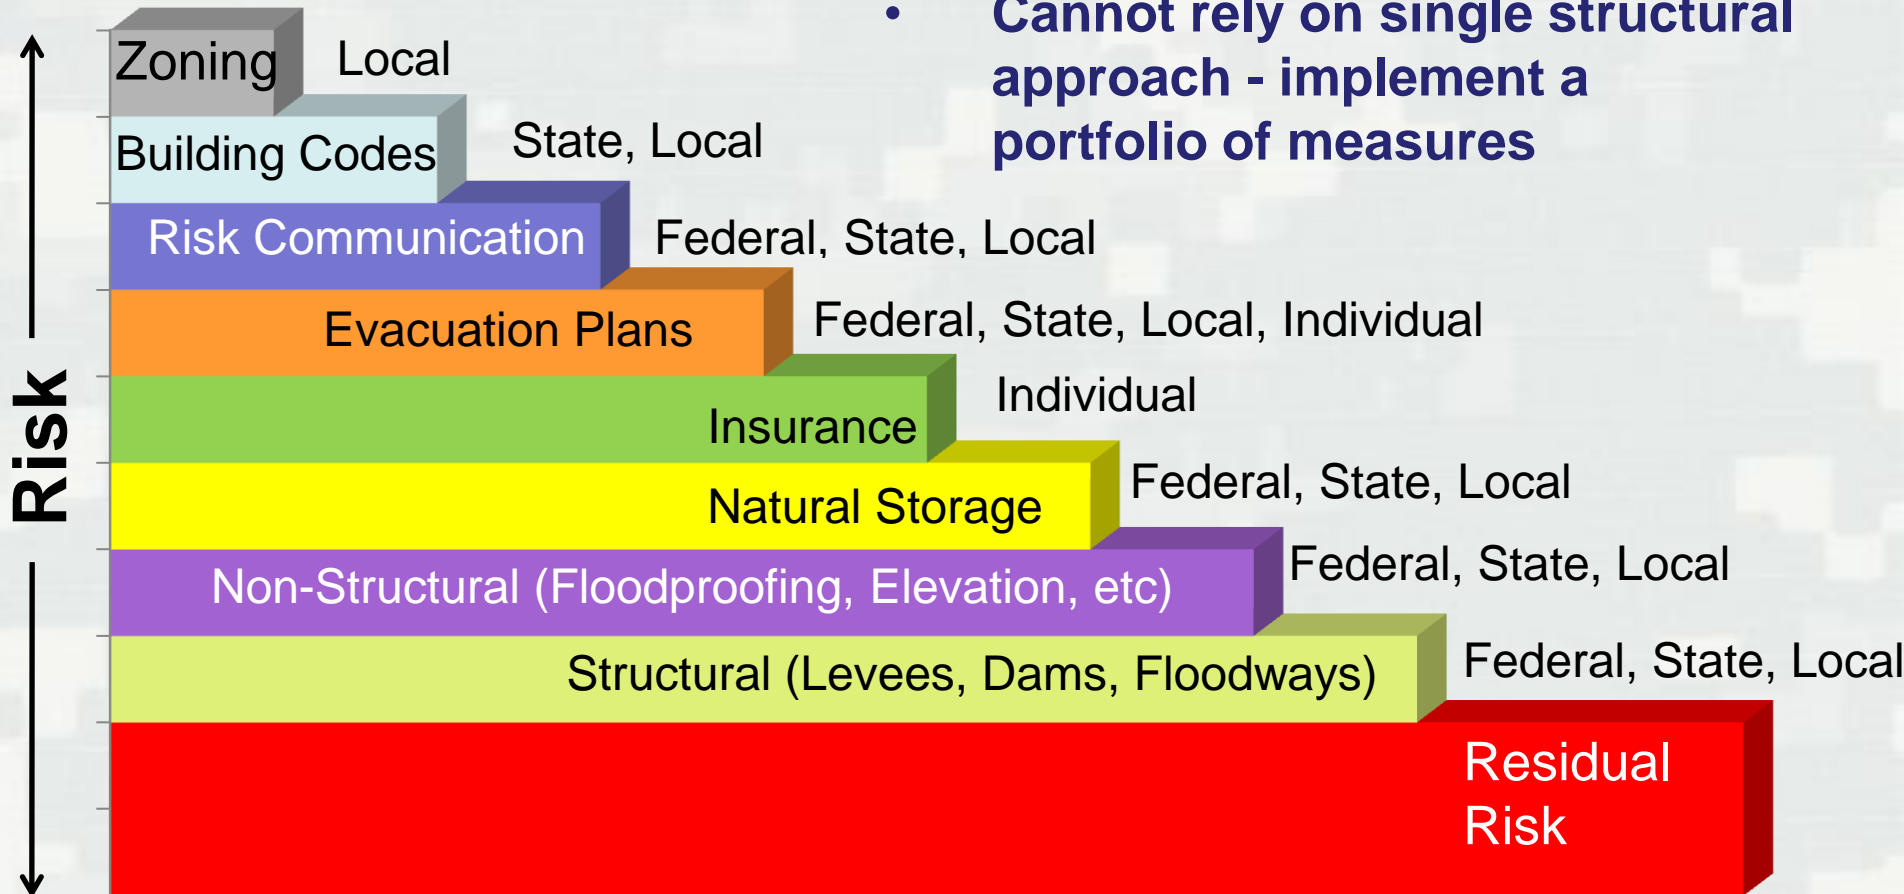 • Cannot rely on single structural
approach - implement a
portfolio of measures
Zoning Local
Building Codes State, Local
Risk Communication Federal, State, Local
Evacuation Plans Federal, State, Local, Individual
Insurance Individual
Natural Storage Federal, State, Local
Non-Structural (Floodproofing, Elevation, etc) Federal, State, Local
Structural (Levees, Dams, Floodways) Federal, State, Local
Residual
Risk
Risk